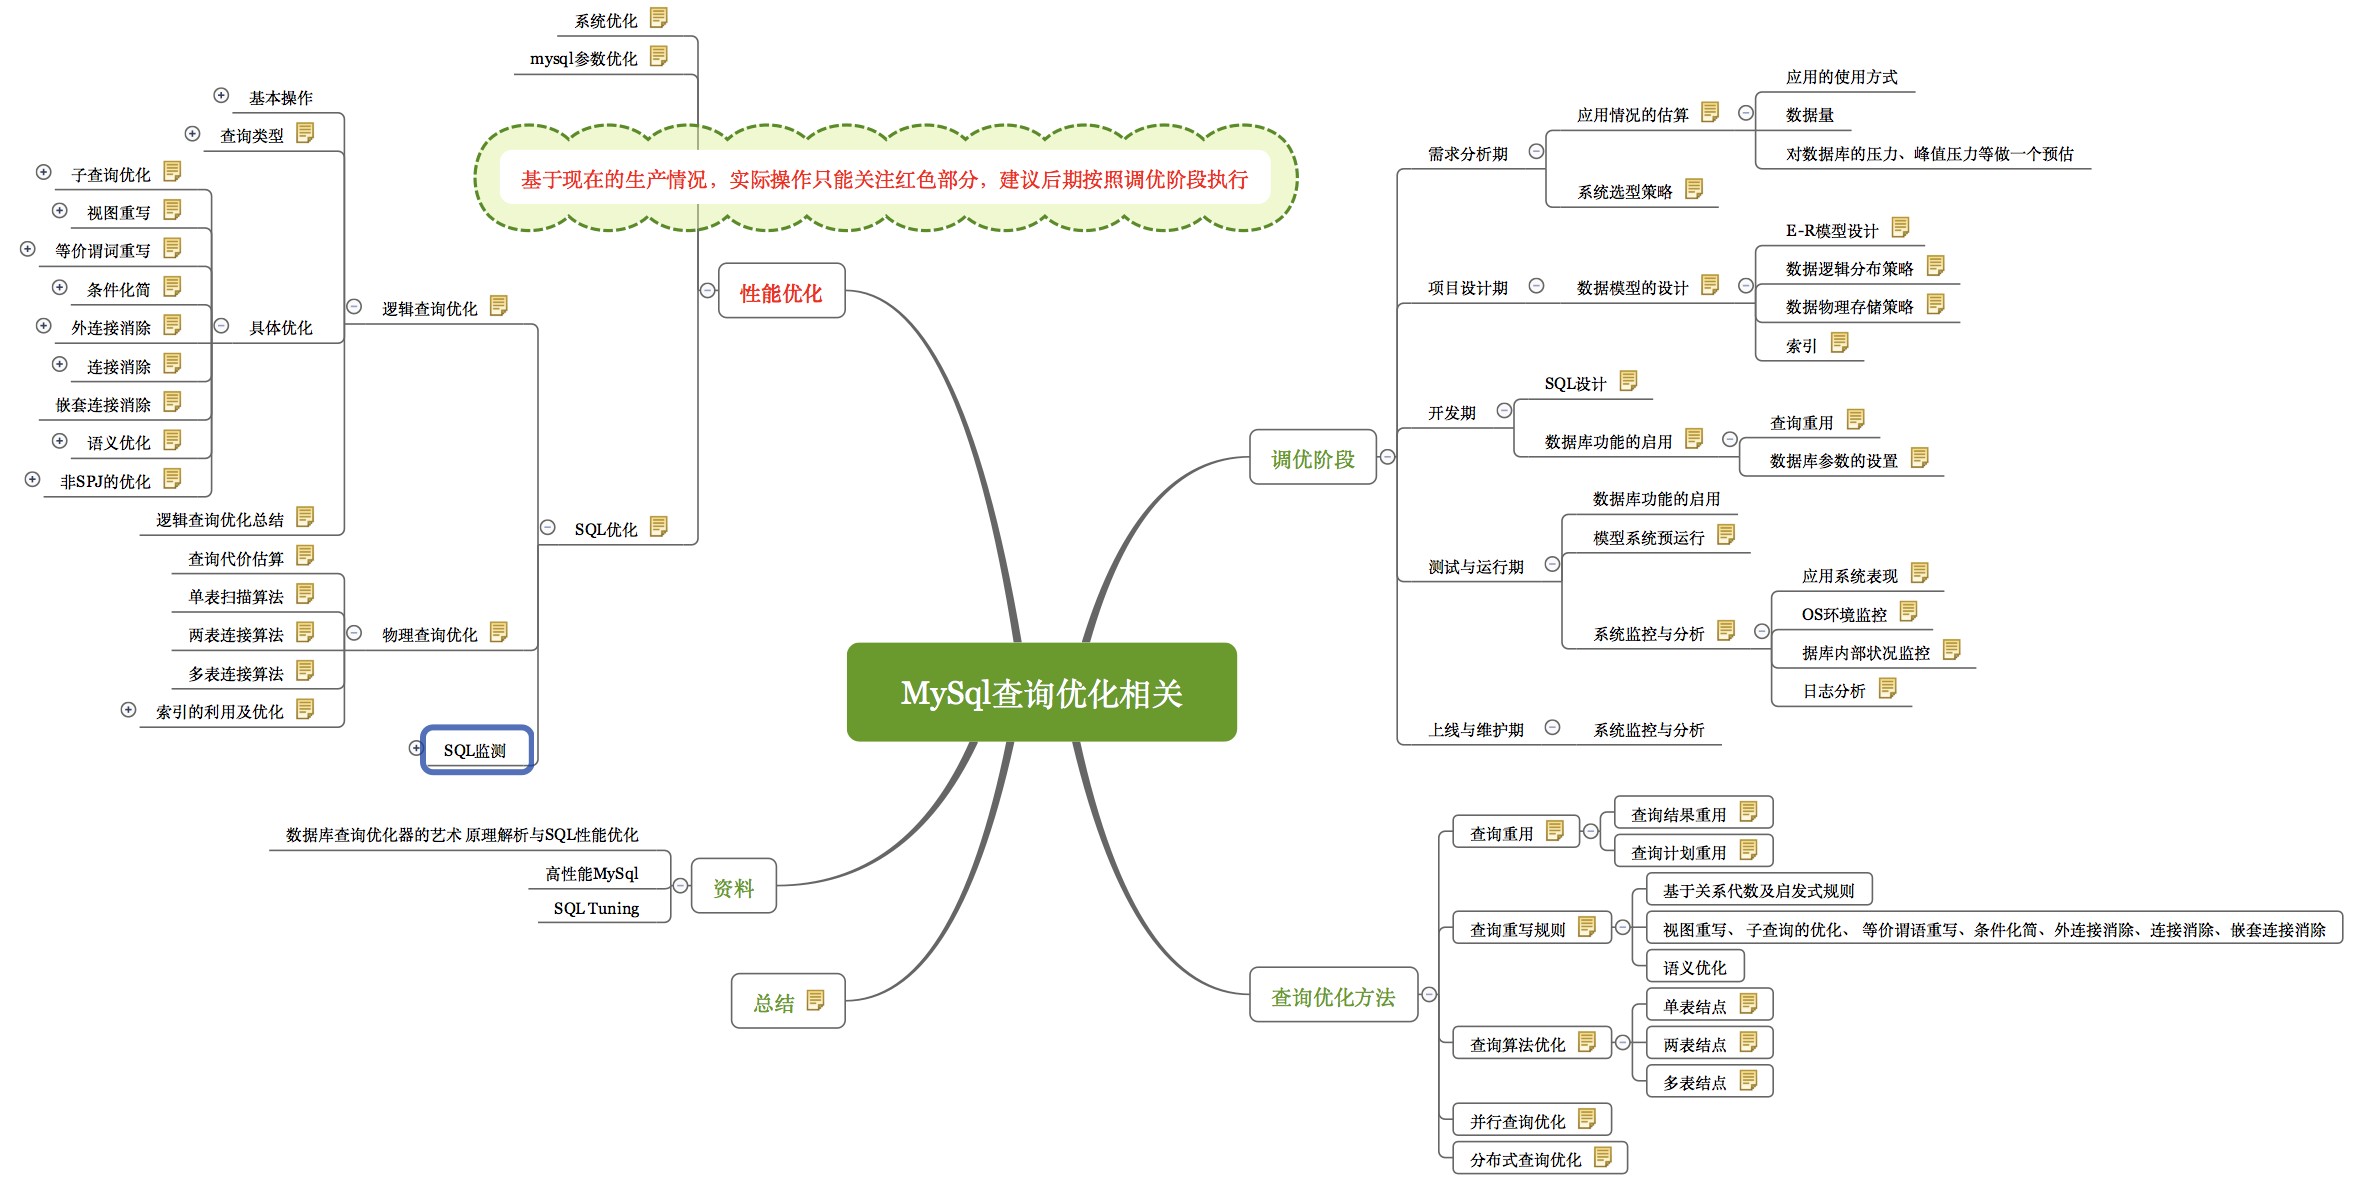 MySql查询优化相关
调优阶段
需求分析期
应用情况的估算
应用的使用方式
数据量
对数据库的压力、峰值压力等做一个预估
系统选型策略
项目设计期
数据模型的设计
E-R模型设计
数据逻辑分布策略
数据物理存储策略
索引
开发期
SQL设计
数据库功能的启用
查询重用
数据库参数的设置
测试与运行期
数据库功能的启用
模型系统预运行
系统监控与分析
应用系统表现
OS环境监控
据库内部状况监控
日志分析
上线与维护期
系统监控与分析
查询优化方法
查询重用
查询结果重用
查询计划重用
查询重写规则
基于关系代数及启发式规则
视图重写、子查询的优化、 等价谓语重写、条件化简、外连接消除、连接消除、嵌套连接消除
语义优化
查询算法优化
单表结点
两表结点
多表结点
并行查询优化
分布式查询优化
性能优化
基于现在的生产情况，实际操作只能关注红色部分，建议后期按照调优阶段执行
系统优化
mysql参数优化
SQL优化
逻辑查询优化
基本操作
查询类型
具体优化
子查询优化
视图重写
等价谓词重写
条件化简
外连接消除
连接消除
嵌套连接消除
语义优化
非SPJ的优化
逻辑查询优化总结
物理查询优化
查询代价估算
单表扫描算法
两表连接算法
多表连接算法
索引的利用及优化
SQL监测
资料
数据库查询优化器的艺术 原理解析与SQL性能优化
高性能MySql
SQL Tuning
总结